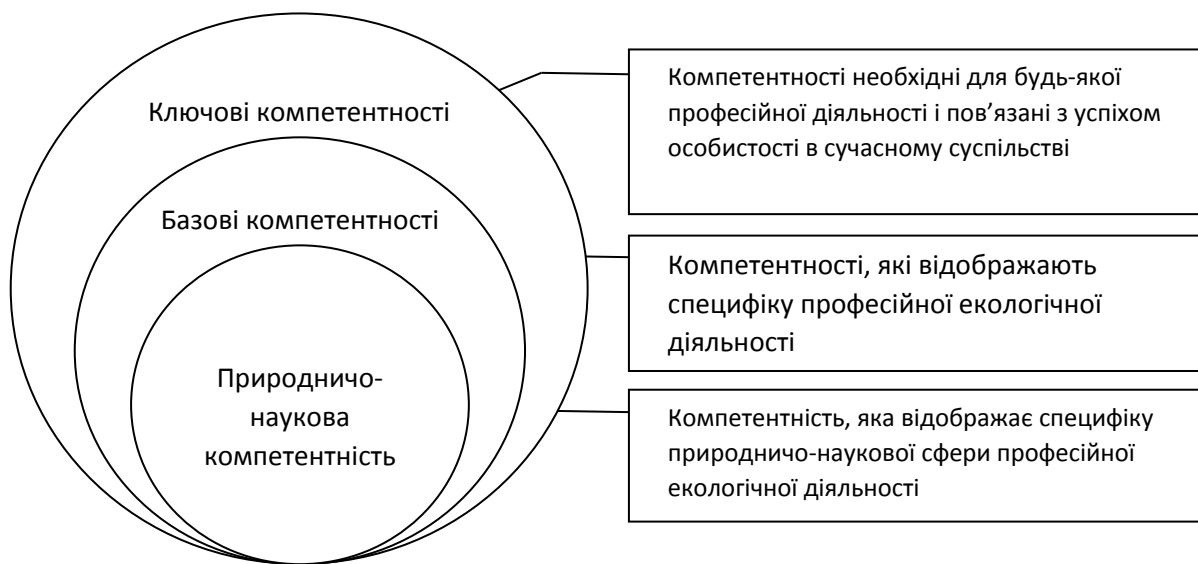 Ключові компетентності
Базові компетентності
Природничо-
наукова
компетентність
Компетентності необхідні для будь-якої
професійної діяльності і пов’язані з успіхом
особистості в сучасному суспільстві
Компетентності, які відображають
специфіку професійної екологічної
діяльності
Компетентність, яка відображає специфіку
природничо-наукової сфери професійної
екологічної діяльності